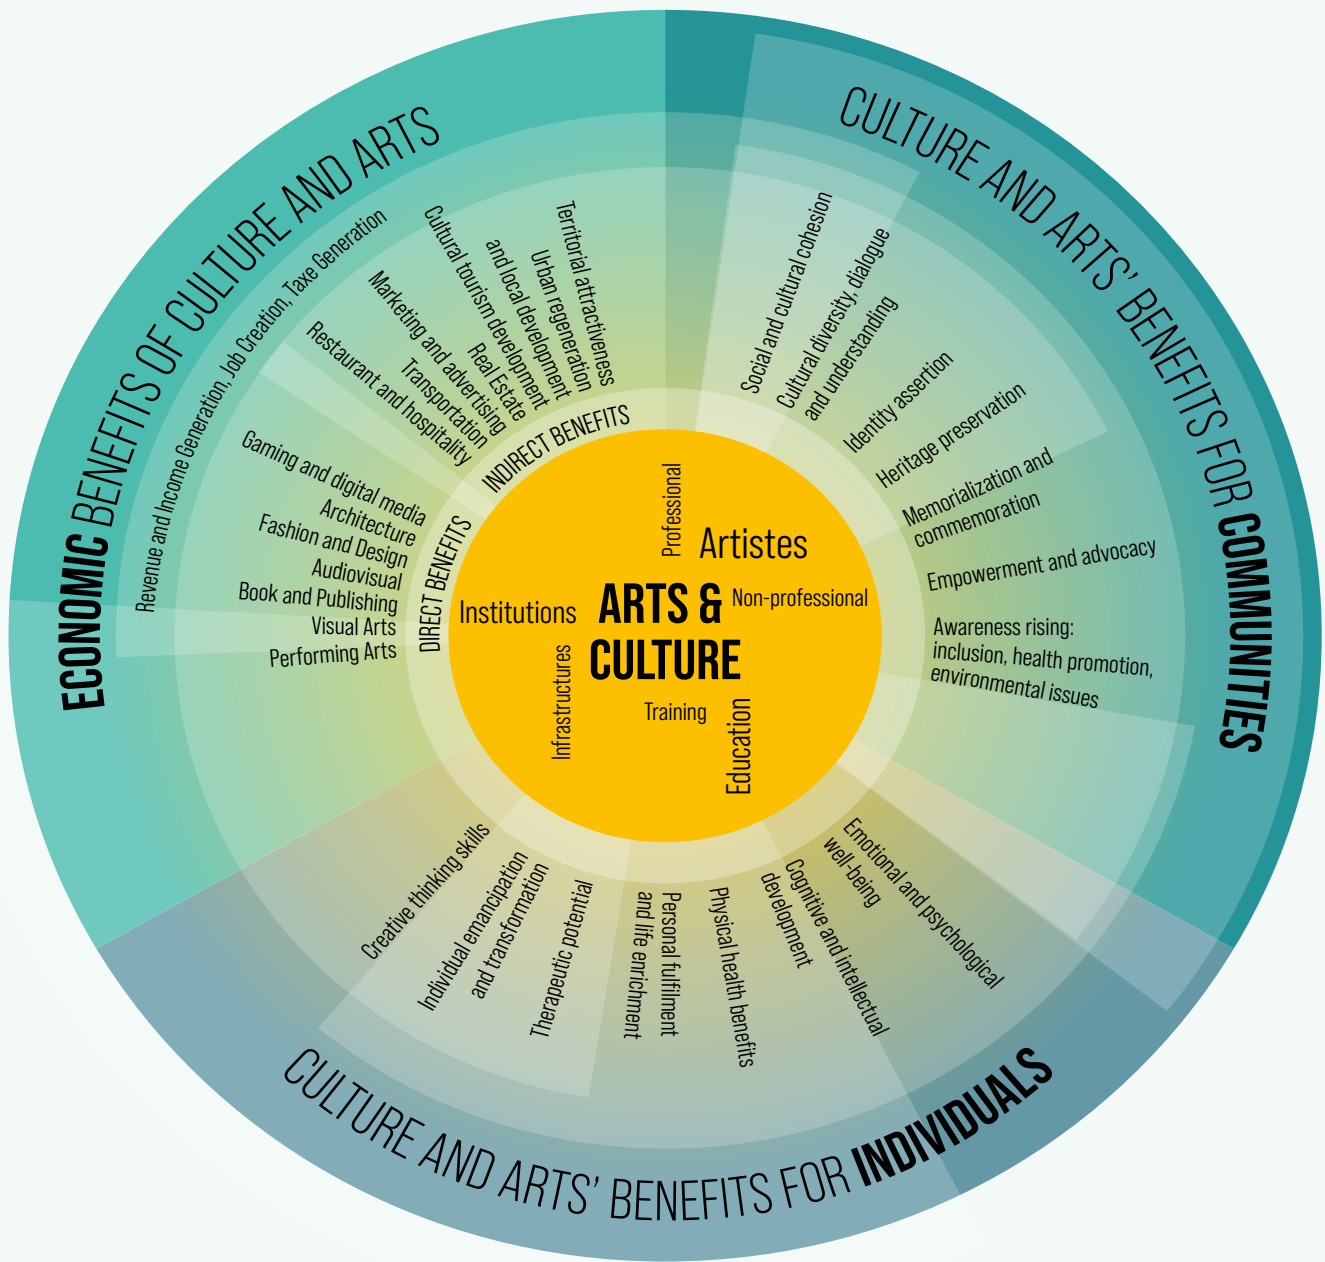 ECONOMIC BENEFITS OF CULTURE AND ARTS
Revenue and Income Generation, Job Creation, Taxe Generation
INDIRECT BENEFITS
Territorial attractiveness
Urban regeneration
and local development
Cultural tourism development
Real Estate
Marketing and advertising
Transportation
Restaurant and hospitality
DIRECT BENEFITS
Gaming and digital media
Architecture
Fashion and Design
Audiovisual
Book and Publishing
Visual Arts
Performing Arts
CULTURE AND ARTS’ BENEFITS FOR COMMUNITIES
Social and cultural cohesion
Cultural diversity, dialogue
and understanding
Identity assertion
Heritage preservation
Memorialization and
commemoration
Empowerment and advocacy
Awareness rising:
inclusion, health promotion,
environmental issues
Professional
Artistes
Non-professional
Institutions
ARTS &
CULTURE
Infrastructures
Training
Education
Creative thinking skills
Individual emancipation
and transformation
Therapeutic potential
Personal fulfilment
and life enrichment
Physical health benefits
Cognitive and intellectual
development
Emotional and psychological
well-being
CULTURE AND ARTS’ BENEFITS FOR INDIVIDUALS